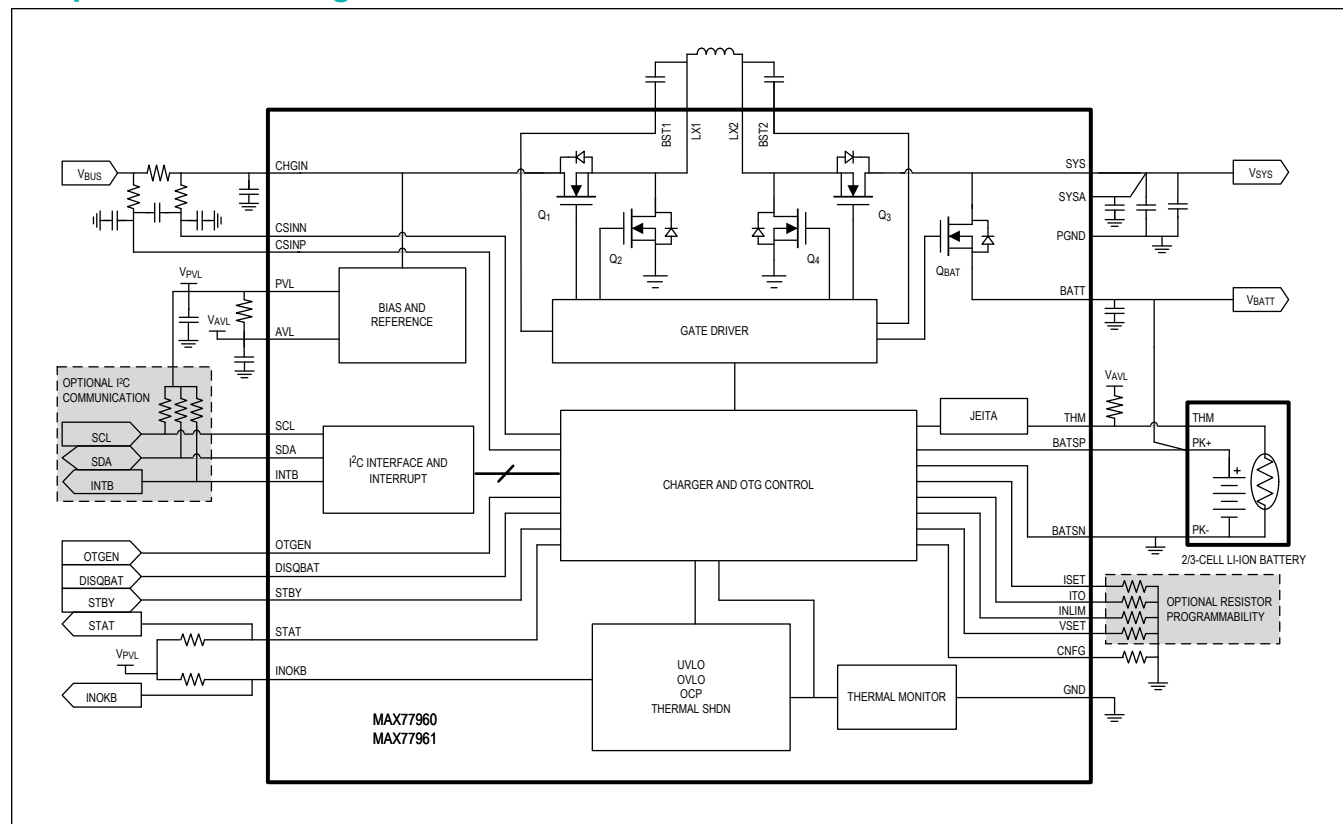 BST1
LX1
LX2
BST2
VBUS
CHGIN
SYS
VSYS
SYSA
Q1
Q3
CSINN
PGND
CSINP
Q2
Q4
QBAT
VPVL
PVL
BATT
VBATT
BIAS AND
REFERENCE
GATE DRIVER
VAVL
AVL
OPTIONAL I²C
COMMUNICATION
VAVL
JEITA
THM
THM
SCL
SCL
BATSP
PK+
SDA
SDA
I²C INTERFACE AND
INTERRUPT
INTB
INTB
CHARGER AND OTG CONTROL
+
BATSN
PK-
OTGEN
OTGEN
2/3-CELL LI-ION BATTERY
DISQBAT
DISQBAT
ISET
STBY
STBY
ITO
OPTIONAL RESISTOR
PROGRAMMABILITY
INLIM
STAT
STAT
VSET
VPVL
CNFG
INOKB
INOKB
UVLO
OVLO
OCP
THERMAL SHDN
THERMAL MONITOR
GND
MAX77960
MAX77961